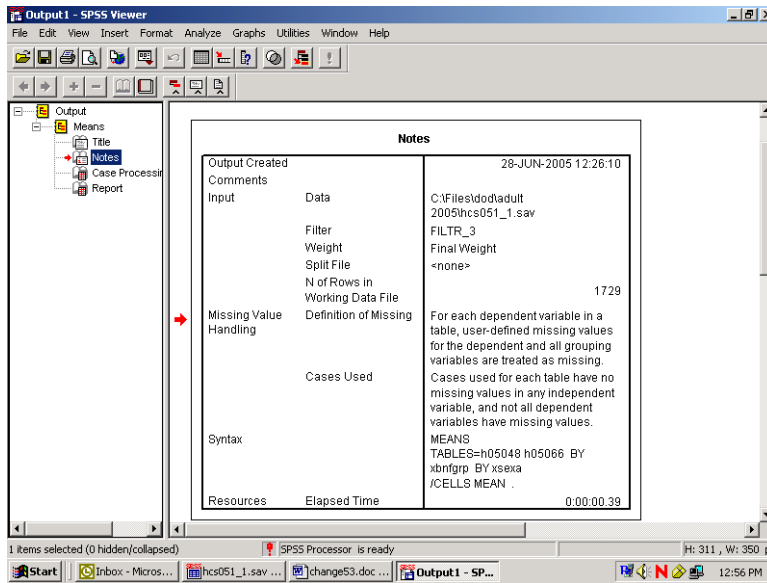 Output1 - SPSS Viewer
File Edit View Insert Format Analyze Graphs Utilities Window Help
Output
Means
Title
Notes
Case Processir
Report
Notes
Output Created 28-JUN-2005 12:26:10
Comments
Input Data C:\Files\dod\adult
2005\hcs051_1.sav
Filter FILTR_3
Weight Final Weight
Split File <none>
N of Rows in
Working Data File 1729
Missing Value Definition of Missing For each dependent variable in a
Handling table, user-defined missing values
for the dependent and all grouping
variables are treated as missing.
Cases Used Cases used for each table have no
missing values in any independent
variable, and not all dependent
variables have missing values.
Syntax MEANS
TABLES=h05048 h05066 BY
xbnfgrp BY xsexa
/CELLS MEAN .
Resources Elapsed Time 0:00:00.39
1 items selected (0 hidden/collapsed) SPSS Processor is ready H: 311 , W: 350
Start Inbox - Micros... hcs051_1.sav ... change53.doc ... Output1 - SP... N 12:56 PM